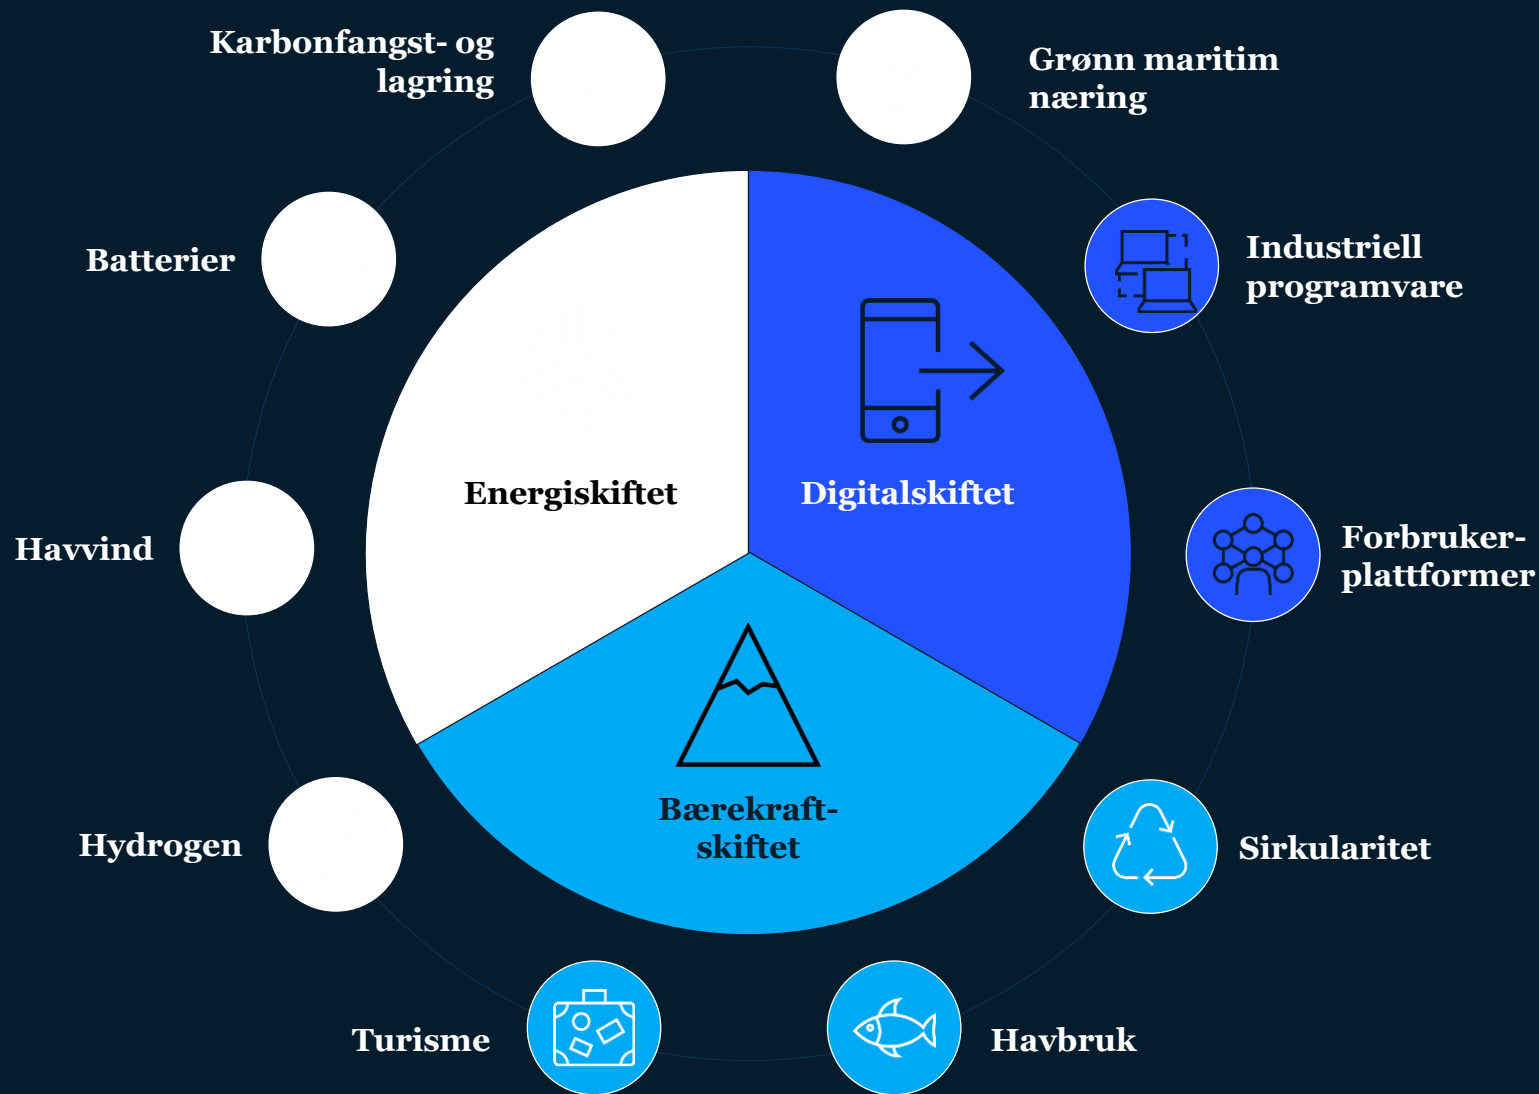 Karbonfangst- og
lagring
Grønn maritim
næring
Batterier
Industriell
programvare
Energiskiftet
Digitalskiftet
Havvind
Forbruker-
plattformer
Bærekraft-
skiftet
Hydrogen
Sirkularitet
Turisme
Havbruk